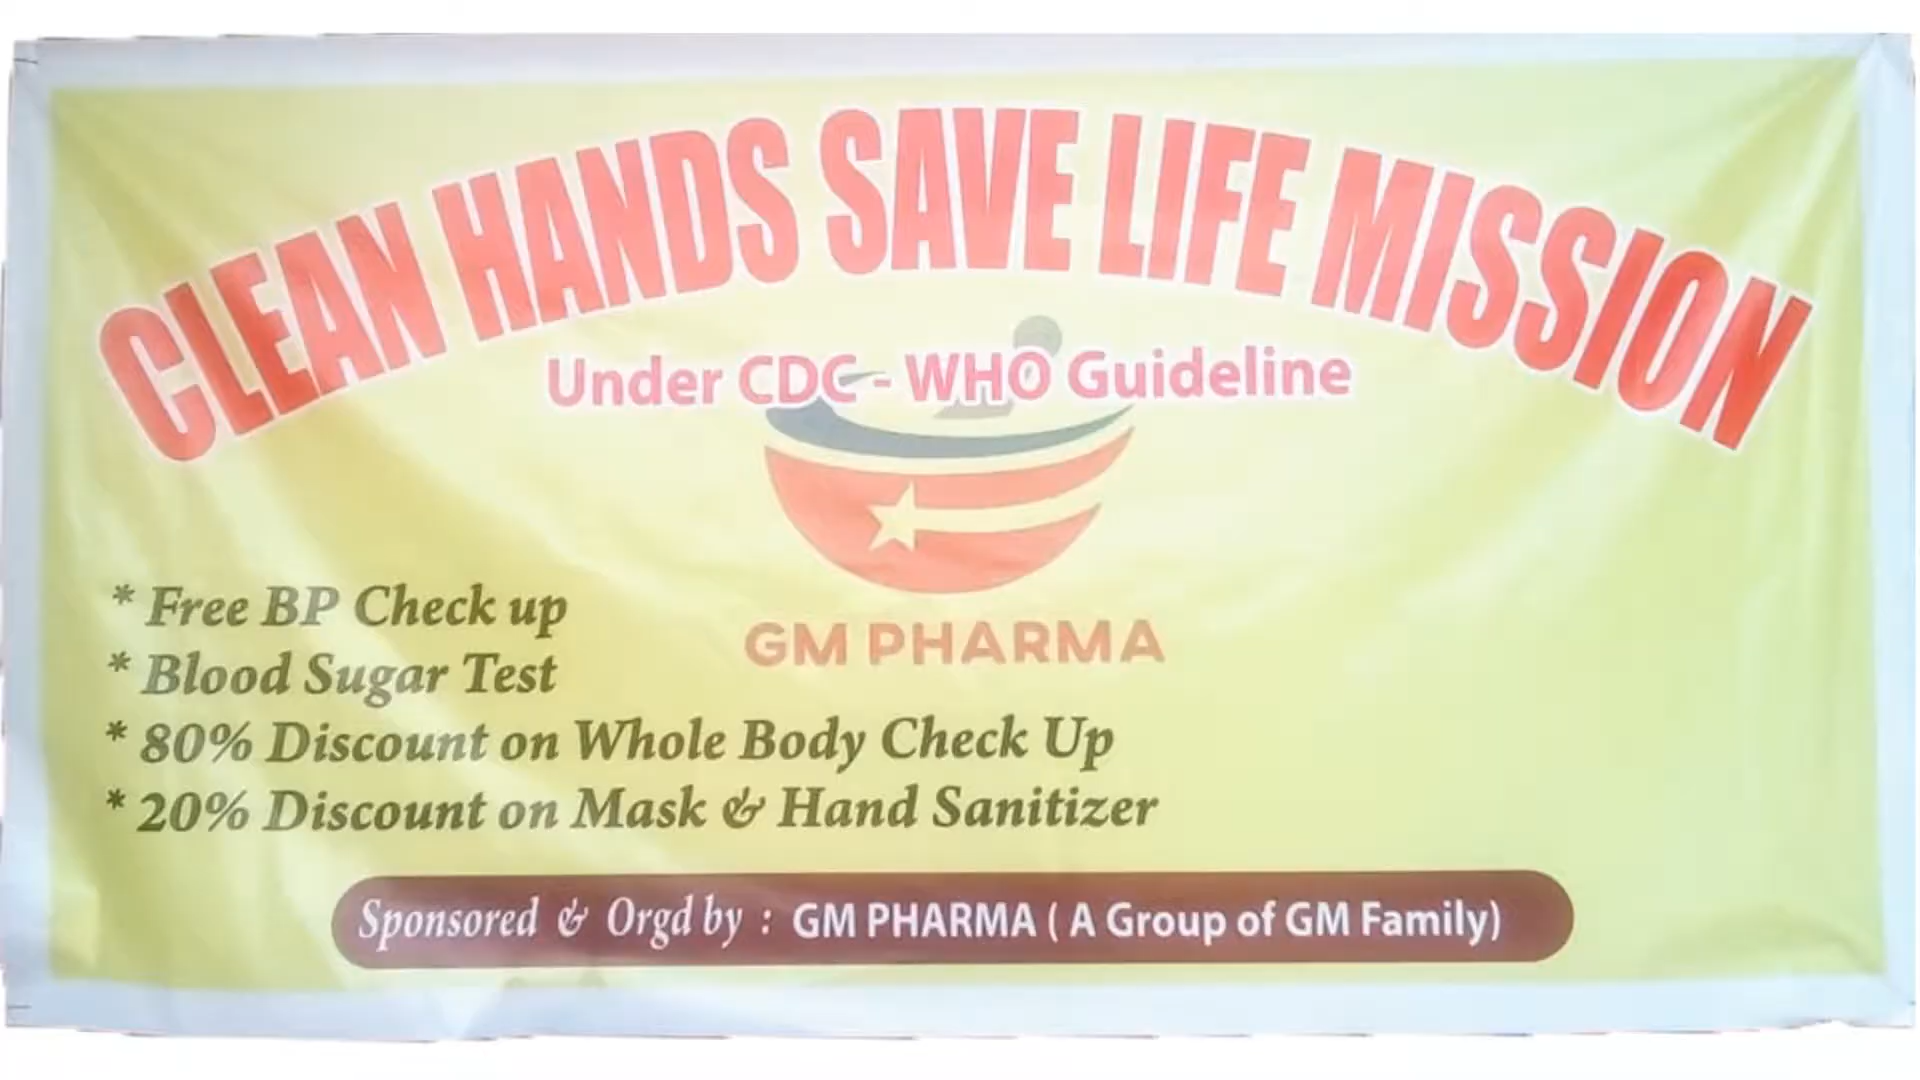 CLEAN HANDS SAVE LIFE MISSION
Under CDC - WHO Guideline
GM PHARMA
* Free BP Check up
* Blood Sugar Test
* 80% Discount on Whole Body Check Up
* 20% Discount on Mask & Hand Sanitizer
Sponsored & Orgd by : GM PHARMA ( A Group of GM Family)